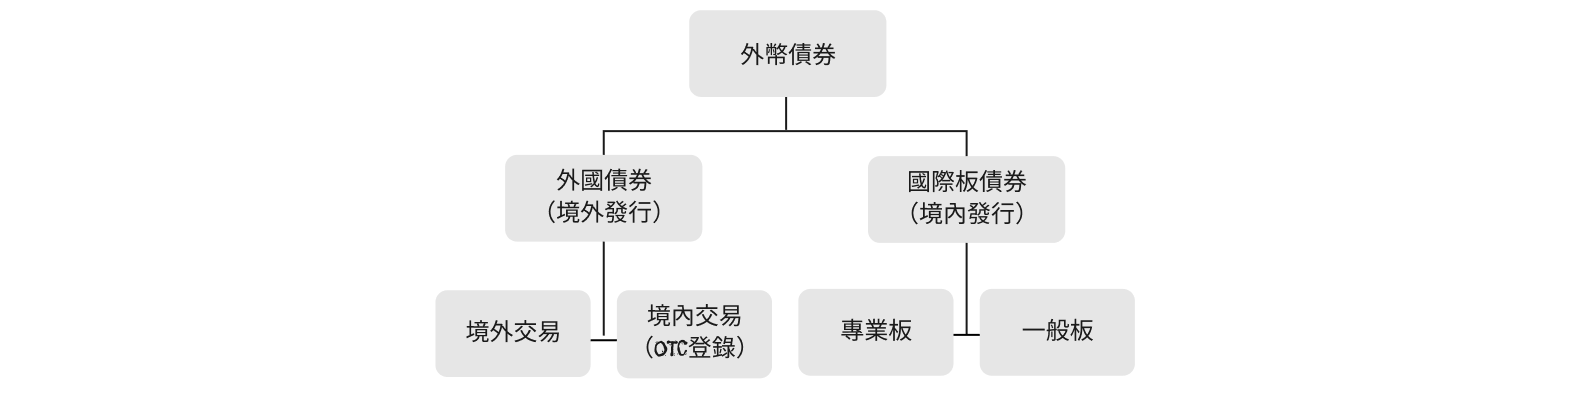 外幣債券
外國債券
（境外發行）
國際板債券
（境內發行）
境外交易
境內交易
（OTC登錄）
專業板
一般板